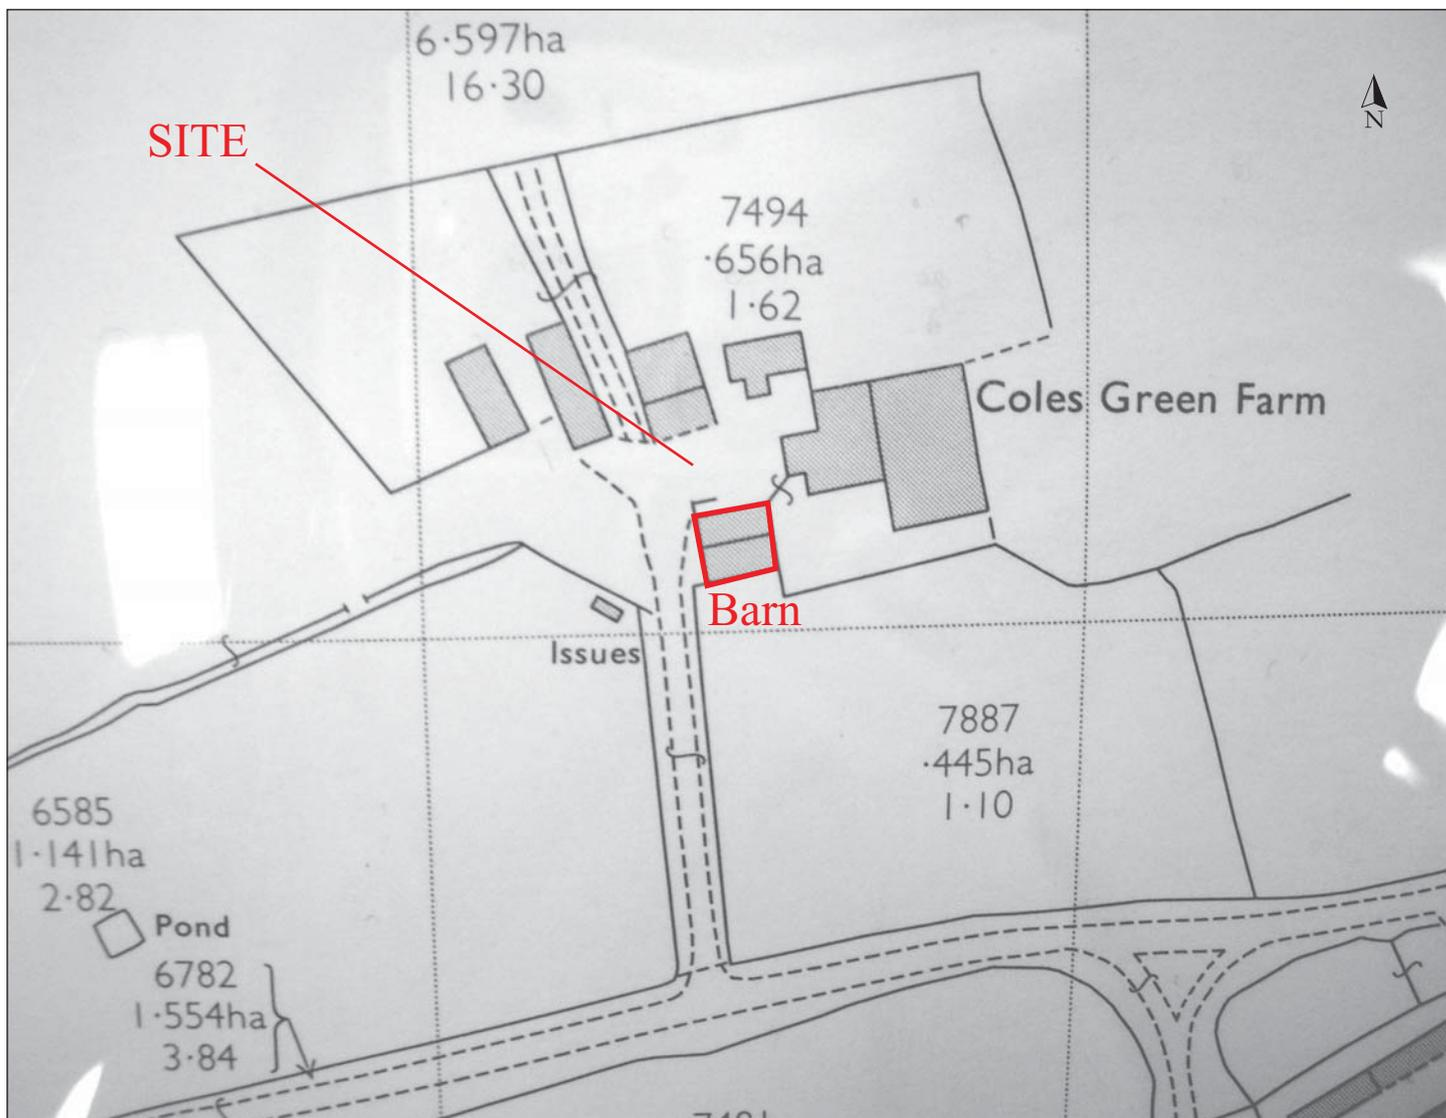 6·597ha
16·30
N
SITE
7494
·656ha
1·62
Coles Green Farm
Barn
Issues
7887
·445ha
1·10
6585
1·141ha
2·82
Pond
6782
1·554ha
3·84